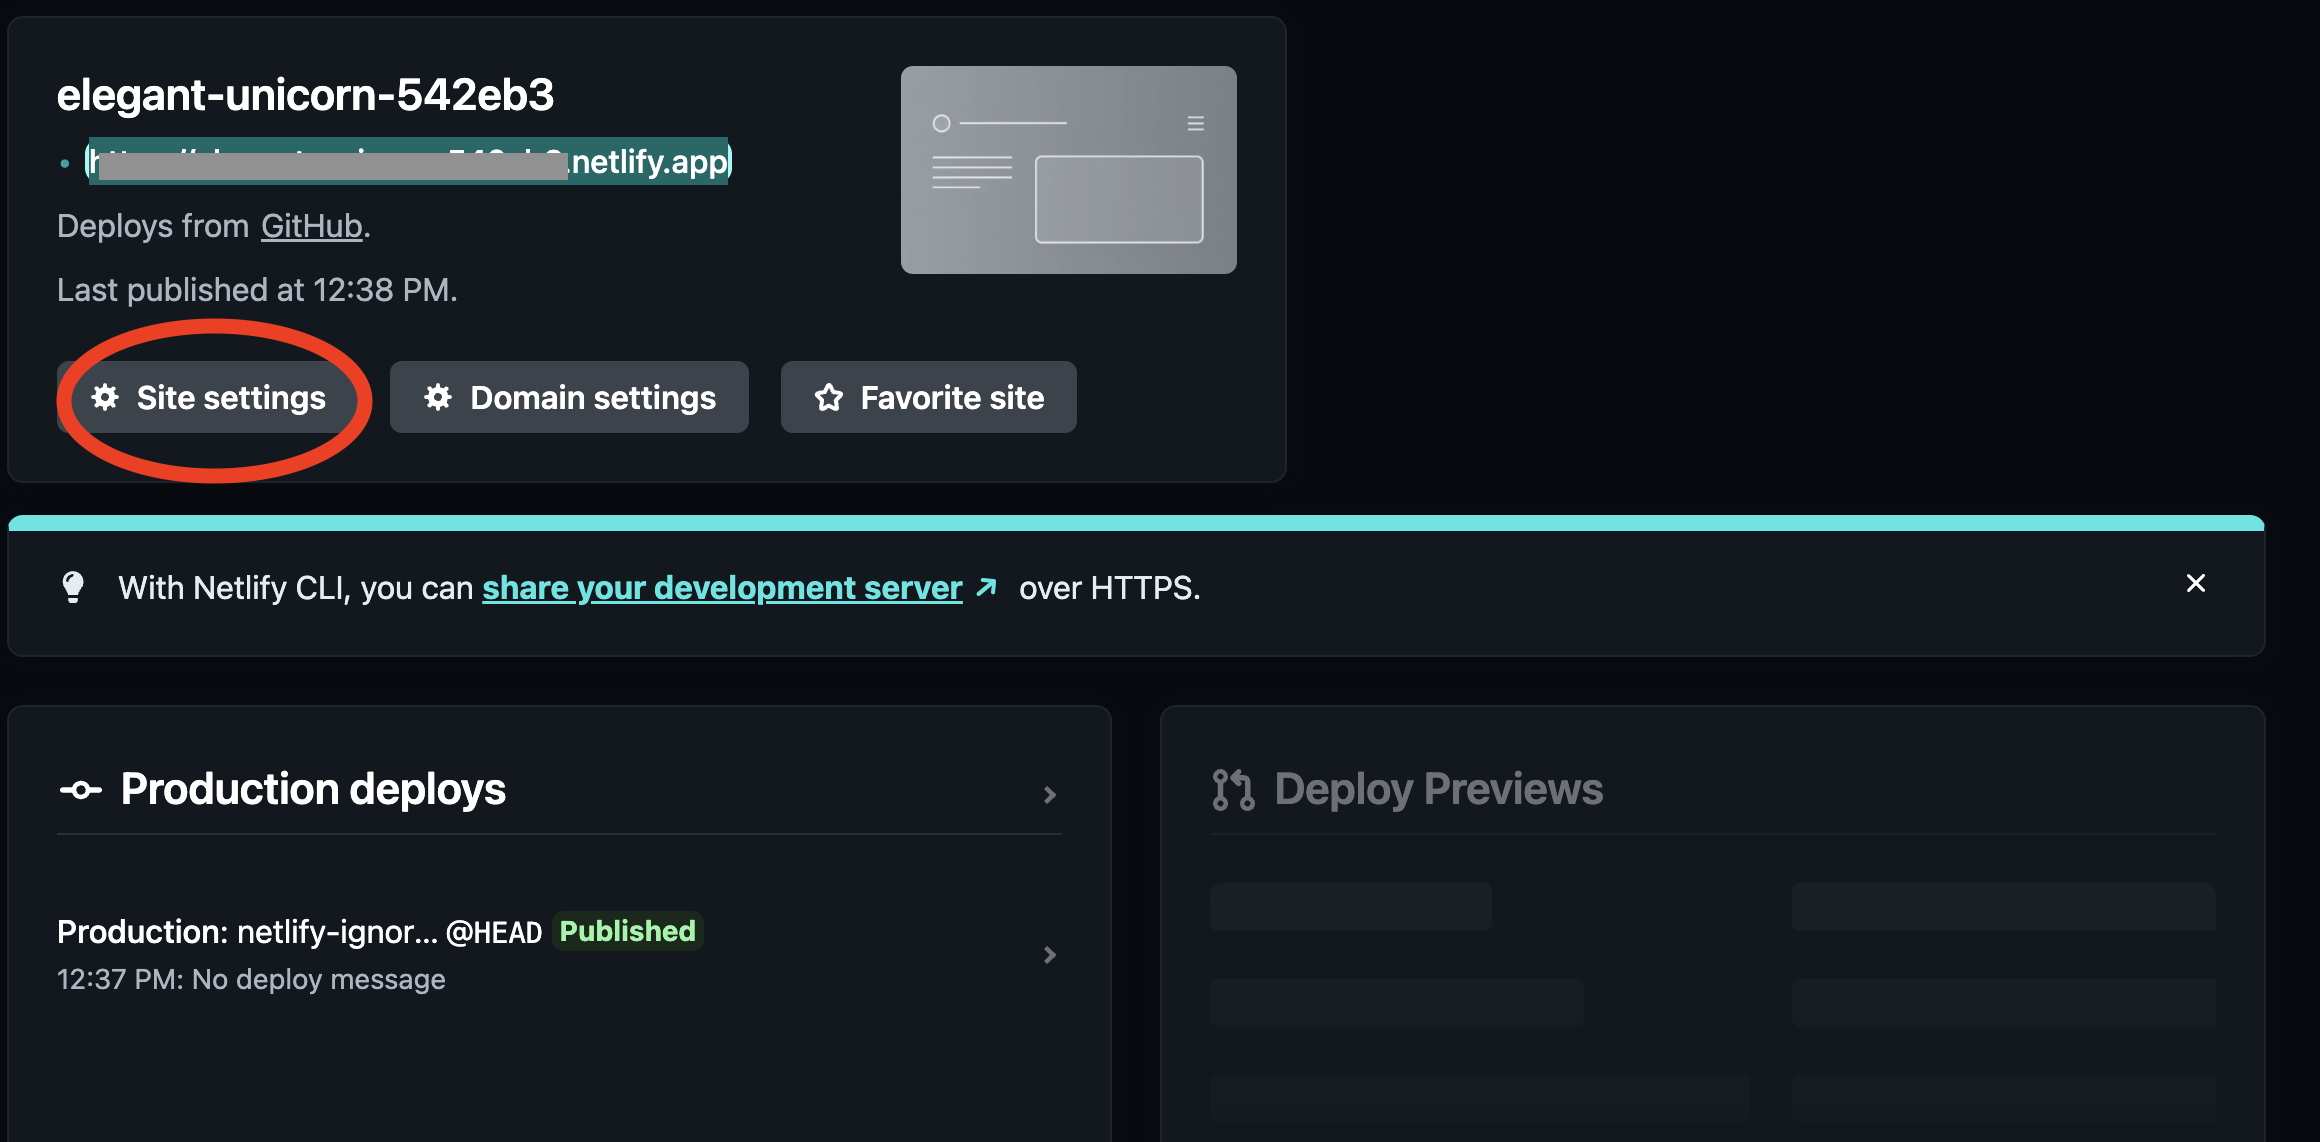 elegant-unicorn-542eb3
.netlify.app
Deploys from GitHub.
Last published at 12:38 PM.
Site settings
Domain settings
Favorite site
With Netlify CLI, you can share your development server ↗ over HTTPS.
Production deploys
Production: netlify-ignor... @HEAD Published
12:37 PM: No deploy message
Deploy Previews